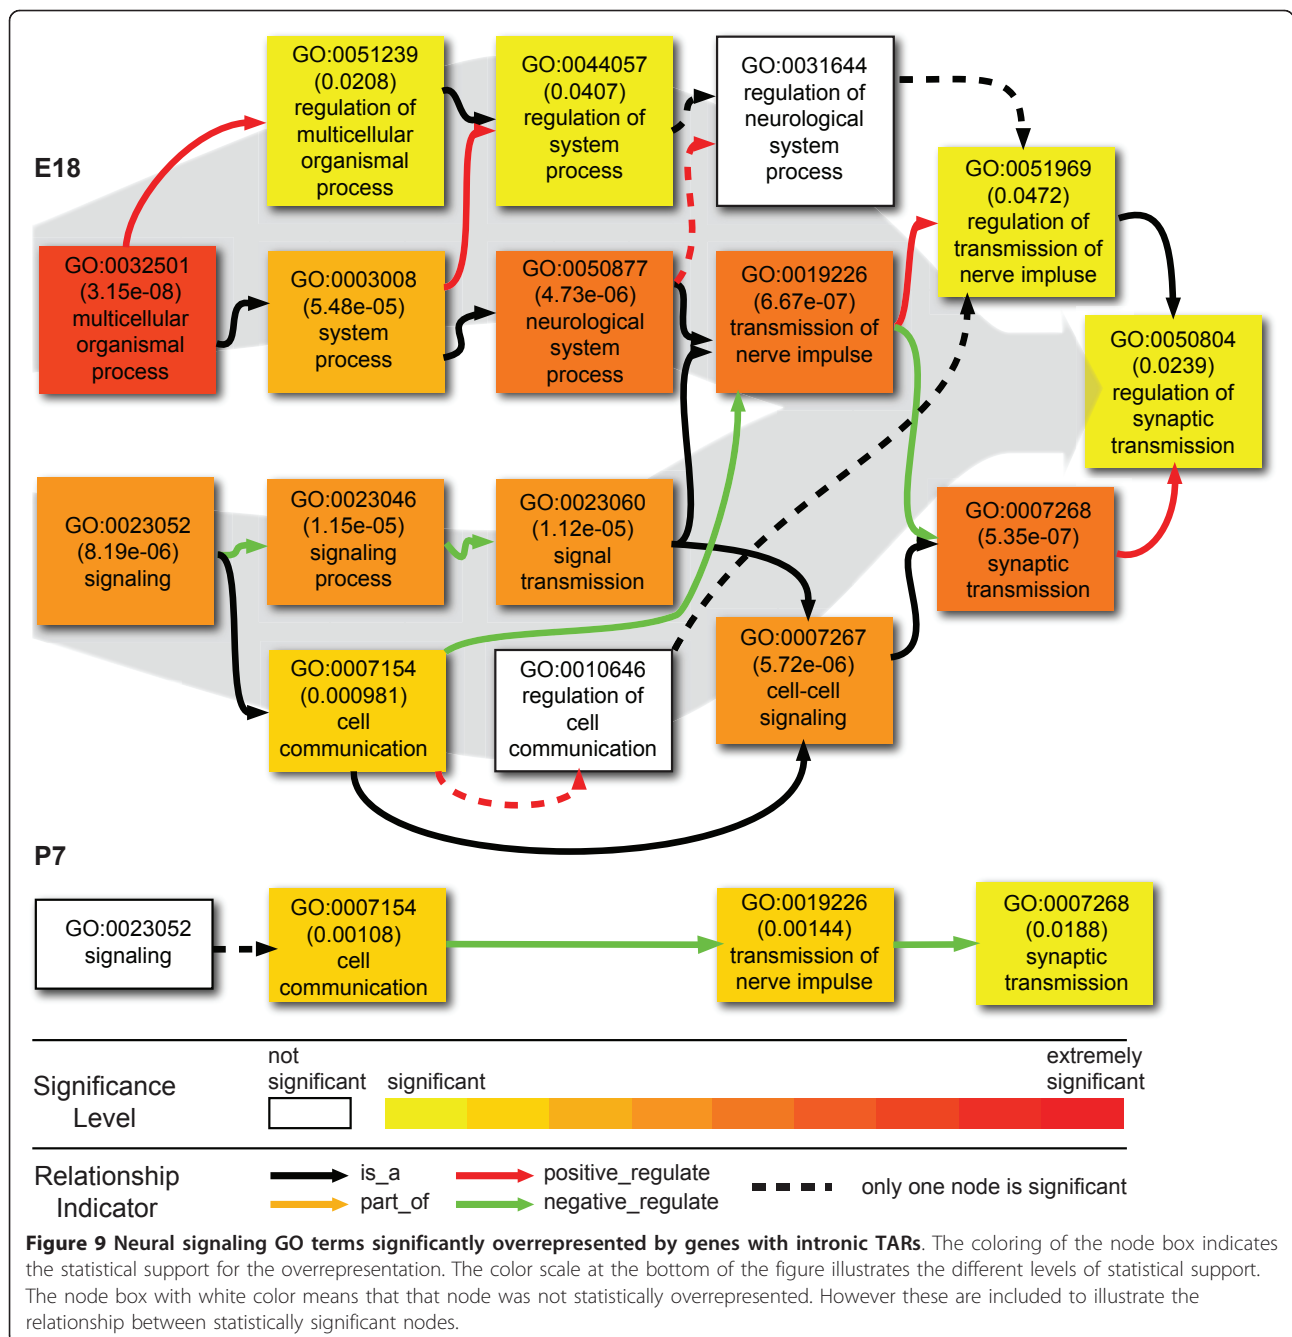 E18
GO:0051239
(0.0208)
regulation of
multicellular
organismal
process
GO:0044057
(0.0407)
regulation of
system
process
GO:0031644
regulation of
neurological
system
process
GO:0051969
(0.0472)
regulation of
transmission of
nerve impluse
GO:0032501
(3.15e-08)
multicellular
organismal
process
GO:0003008
(5.48e-05)
system
process
GO:0050877
(4.73e-06)
neurological
system
process
GO:0019226
(6.67e-07)
transmission of
nerve impulse
GO:0050804
(0.0239)
regulation of
synaptic
transmission
GO:0023052
(8.19e-06)
signaling
GO:0023046
(1.15e-05)
signaling
process
GO:0023060
(1.12e-05)
signal
transmission
GO:0007268
(5.35e-07)
synaptic
transmission
GO:0007154
(0.000981)
cell
communication
GO:0010646
regulation of
cell
communication
GO:0007267
(5.72e-06)
cell-cell
signaling
P7
GO:0023052
signaling
GO:0007154
(0.00108)
cell
communication
GO:0019226
(0.00144)
transmission of
nerve impulse
GO:0007268
(0.0188)
synaptic
transmission
Significance
Level
not
significant
significant
extremely
significant
Relationship
Indicator
is_a
part_of
positive_regulate
negative_regulate
only one node is significant
Figure 9 Neural signaling GO terms significantly overrepresented by genes with intronic TARs. The coloring of the node box indicates
the statistical support for the overrepresentation. The color scale at the bottom of the figure illustrates the different levels of statistical support.
The node box with white color means that that node was not statistically overrepresented. However these are included to illustrate the
relationship between statistically significant nodes.